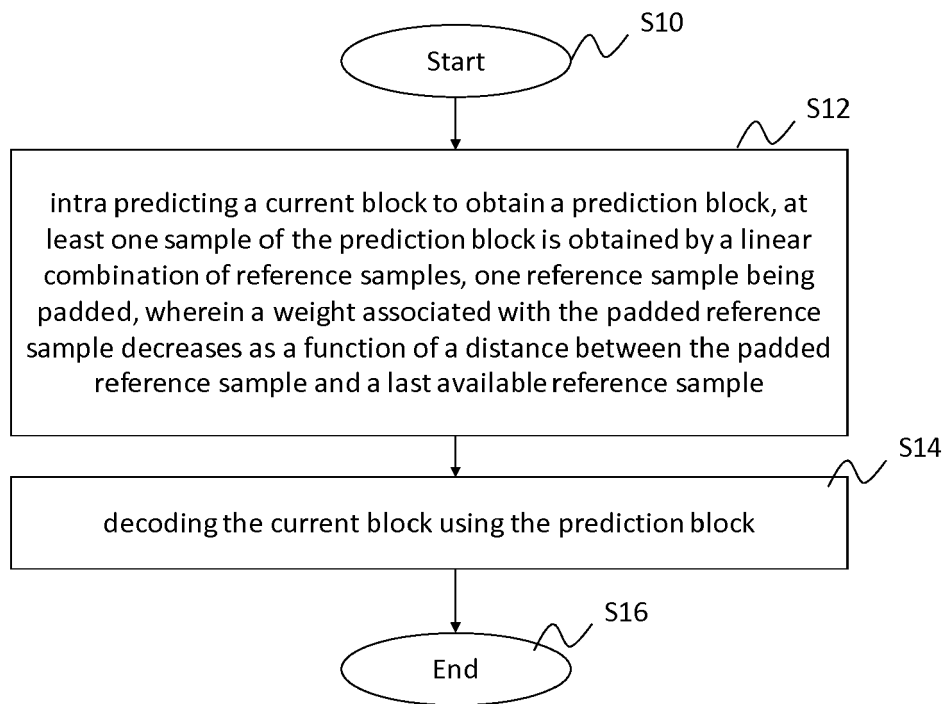 S10
Start
S12
intra predicting a current block to obtain a prediction block, at
least one sample of the prediction block is obtained by a linear
combination of reference samples, one reference sample being
padded, wherein a weight associated with the padded reference
sample decreases as a function of a distance between the padded
reference sample and a last available reference sample
S14
decoding the current block using the prediction block
S16
End